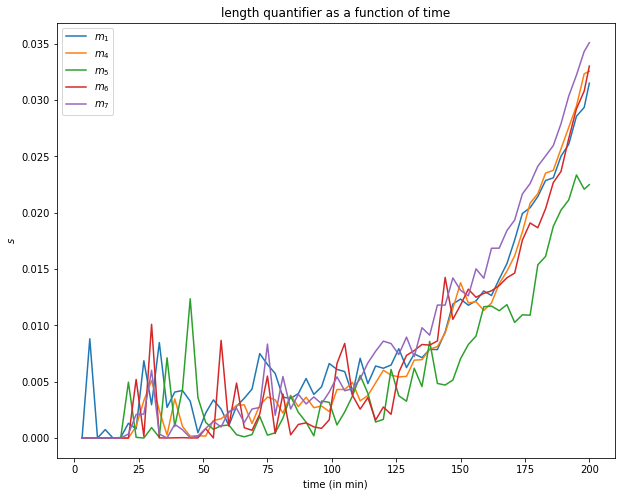 length quantifier as a function of time
m₁
m₄
m₅
m₆
m₇
0.035
0.030
0.025
0.020
0.015
0.010
0.005
0.000
s
0 25 50 75 100 125 150 175 200
time (in min)